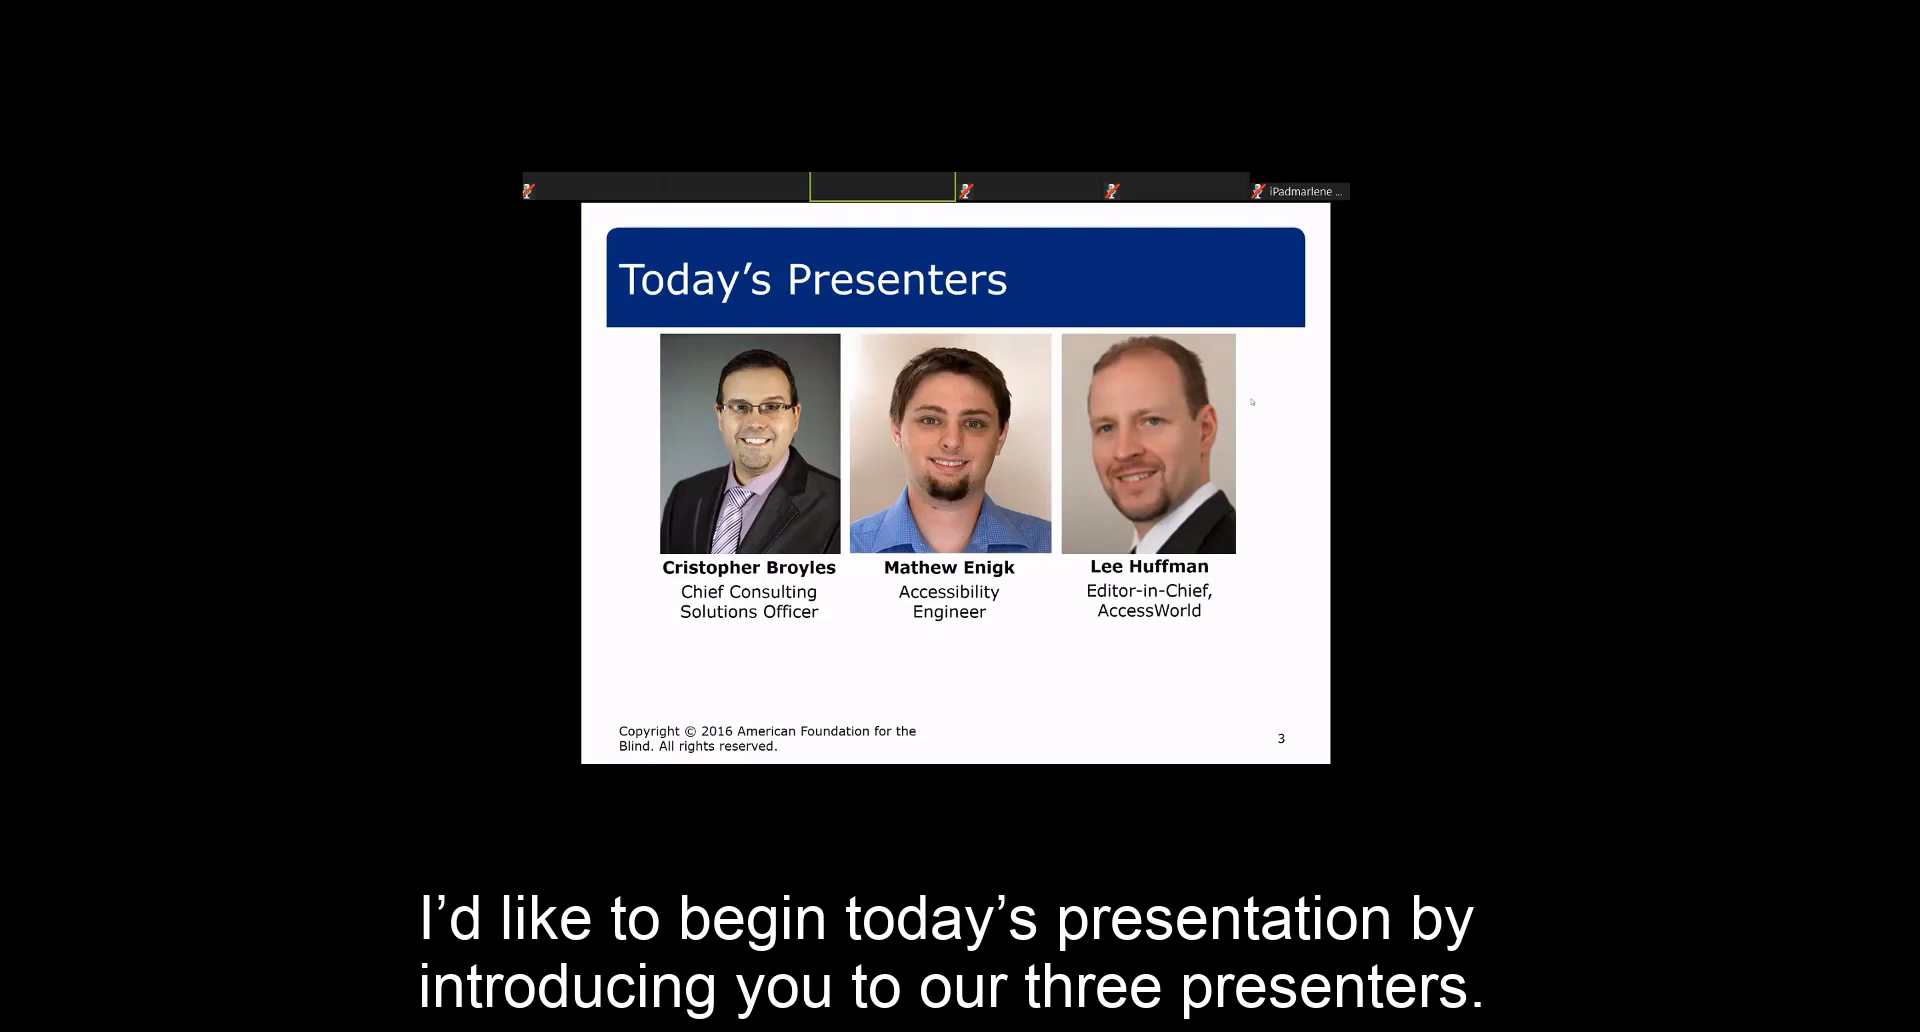 iPadmarlene ...
Today’s Presenters
Cristopher Broyles
Chief Consulting
Solutions Officer
Mathew Enigk
Accessibility
Engineer
Lee Huffman
Editor-in-Chief,
AccessWorld
Copyright © 2016 American Foundation for the
Blind. All rights reserved.
3
I’d like to begin today’s presentation by
introducing you to our three presenters.